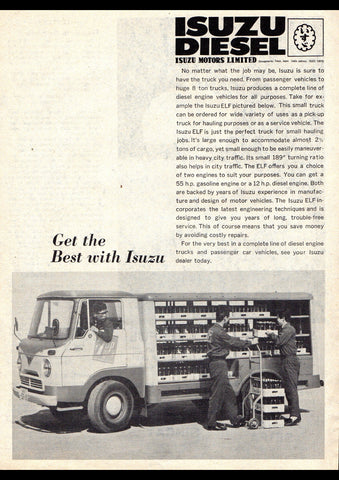 ISUZU
DIESEL
ISUZU MOTORS LIMITED
No matter what the job may be, Isuzu is sure to
have the truck you need. From passenger vehicles to
huge 8 ton trucks, Isuzu produces a complete line of
diesel engine vehicles for all purposes. Take for ex-
ample the Isuzu ELF pictured below. This small truck
can be ordered for wide variety of uses as a pick-up
truck for hauling purposes or as a service vehicle. The
Isuzu ELF is just the perfect truck for small hauling
jobs. It's large enough to accommodate almost 2½
tons of cargo, yet small enough to be easily maneuver-
able in heavy city traffic. Its small 189" turning ratio
also helps in city traffic. The ELF offers you a choice
of two engines to suit your purposes. You can get a
55 h.p. gasoline engine or a 12 h.p. diesel engine. Both
are backed by years of Isuzu experience in manufac-
ture and design of motor vehicles. The Isuzu ELF in-
corporates the latest engineering techniques and is
designed to give you years of long, trouble-free
service. This of course means that you save money
by avoiding costly repairs.
For the very best in a complete line of diesel engine
trucks and passenger car vehicles, see your Isuzu
dealer today.
Get the
Best with Isuzu